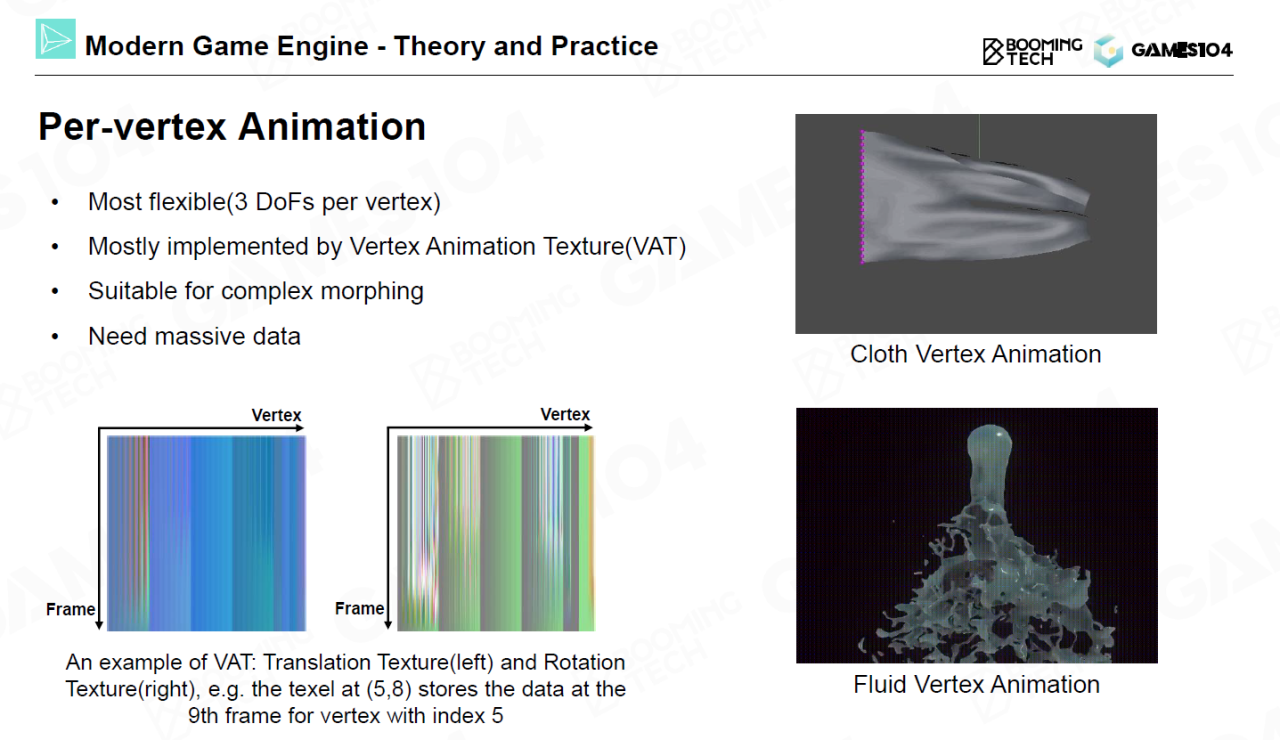 Modern Game Engine - Theory and Practice
BOOMING
TECH
GAMES104
Per-vertex Animation
• Most flexible(3 DoFs per vertex)
• Mostly implemented by Vertex Animation Texture(VAT)
• Suitable for complex morphing
• Need massive data
Cloth Vertex Animation
Vertex
Frame
Vertex
Frame
An example of VAT: Translation Texture(left) and Rotation
Texture(right), e.g. the texel at (5,8) stores the data at the
9th frame for vertex with index 5
Fluid Vertex Animation